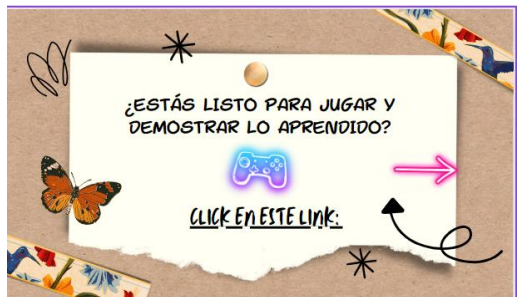 ¿ESTÁS LISTO PARA JUGAR Y
DEMOSTRAR LO APRENDIDO?
CLICK En ESTE LINK: